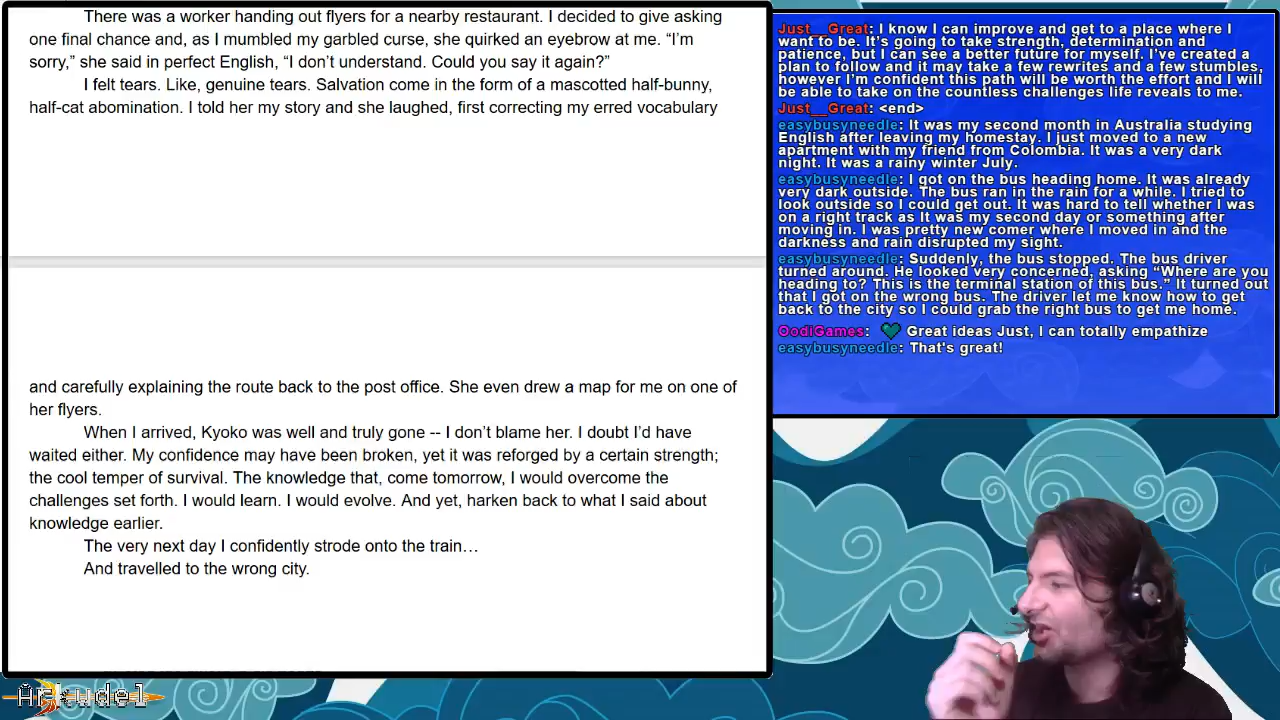 There was a worker handing out flyers for a nearby restaurant. I decided to give asking
one final chance and, as I mumbled my garbled curse, she quirked an eyebrow at me. “I’m
sorry,” she said in perfect English, “I don’t understand. Could you say it again?”
I felt tears. Like, genuine tears. Salvation come in the form of a mascotted half-bunny,
half-cat abomination. I told her my story and she laughed, first correcting my erred vocabulary
and carefully explaining the route back to the post office. She even drew a map for me on one of
her flyers.
When I arrived, Kyoko was well and truly gone -- I don’t blame her. I doubt I’d have
waited either. My confidence may have been broken, yet it was reforged by a certain strength;
the cool temper of survival. The knowledge that, come tomorrow, I would overcome the
challenges set forth. I would learn. I would evolve. And yet, harken back to what I said about
knowledge earlier.
The very next day I confidently strode onto the train…
And travelled to the wrong city.
Just__Great: I know I can improve and get to a place where I
want to be. It’s going to take strength, determination and
patience, but I can see a better future for myself. I’ve created a
plan to follow and it may take a few rewrites and a few stumbles,
however I’m confident this path will be worth the effort and I will
be able to take on the countless challenges life reveals to me.
Just__Great: <end>
easybusyneedle: It was my second month in Australia studying
English after leaving my homestay. I just moved to a new
apartment with my friend from Colombia. It was a very dark
night. It was a rainy winter July.
easybusyneedle: I got on the bus heading home. It was already
very dark outside. The bus ran in the rain for a while. I tried to
look outside so I could get out. It was hard to tell whether I was
on a right track as It was my second day or something after
moving in. I was pretty new comer where I moved in and the
darkness and rain disrupted my sight.
easybusyneedle: Suddenly, the bus stopped. The bus driver
turned around. He looked very concerned, asking “Where are you
heading to? This is the terminal station of this bus.” It turned out
that I got on the wrong bus. The driver let me know how to get
back to the city so I could grab the right bus to get me home.
OodiGames: Great ideas Just, I can totally empathize
easybusyneedle: That's great!
Arkudel